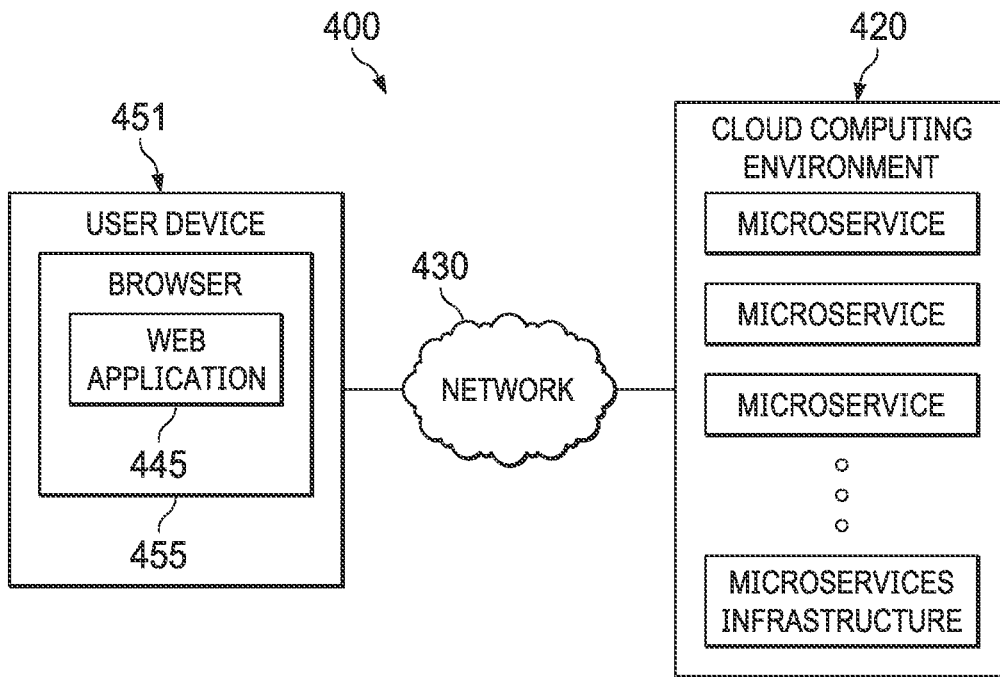 400
420
451
CLOUD COMPUTING
ENVIRONMENT
USER DEVICE
MICROSERVICE
BROWSER
430
MICROSERVICE
WEB
APPLICATION
NETWORK
MICROSERVICE
445
455
MICROSERVICES
INFRASTRUCTURE